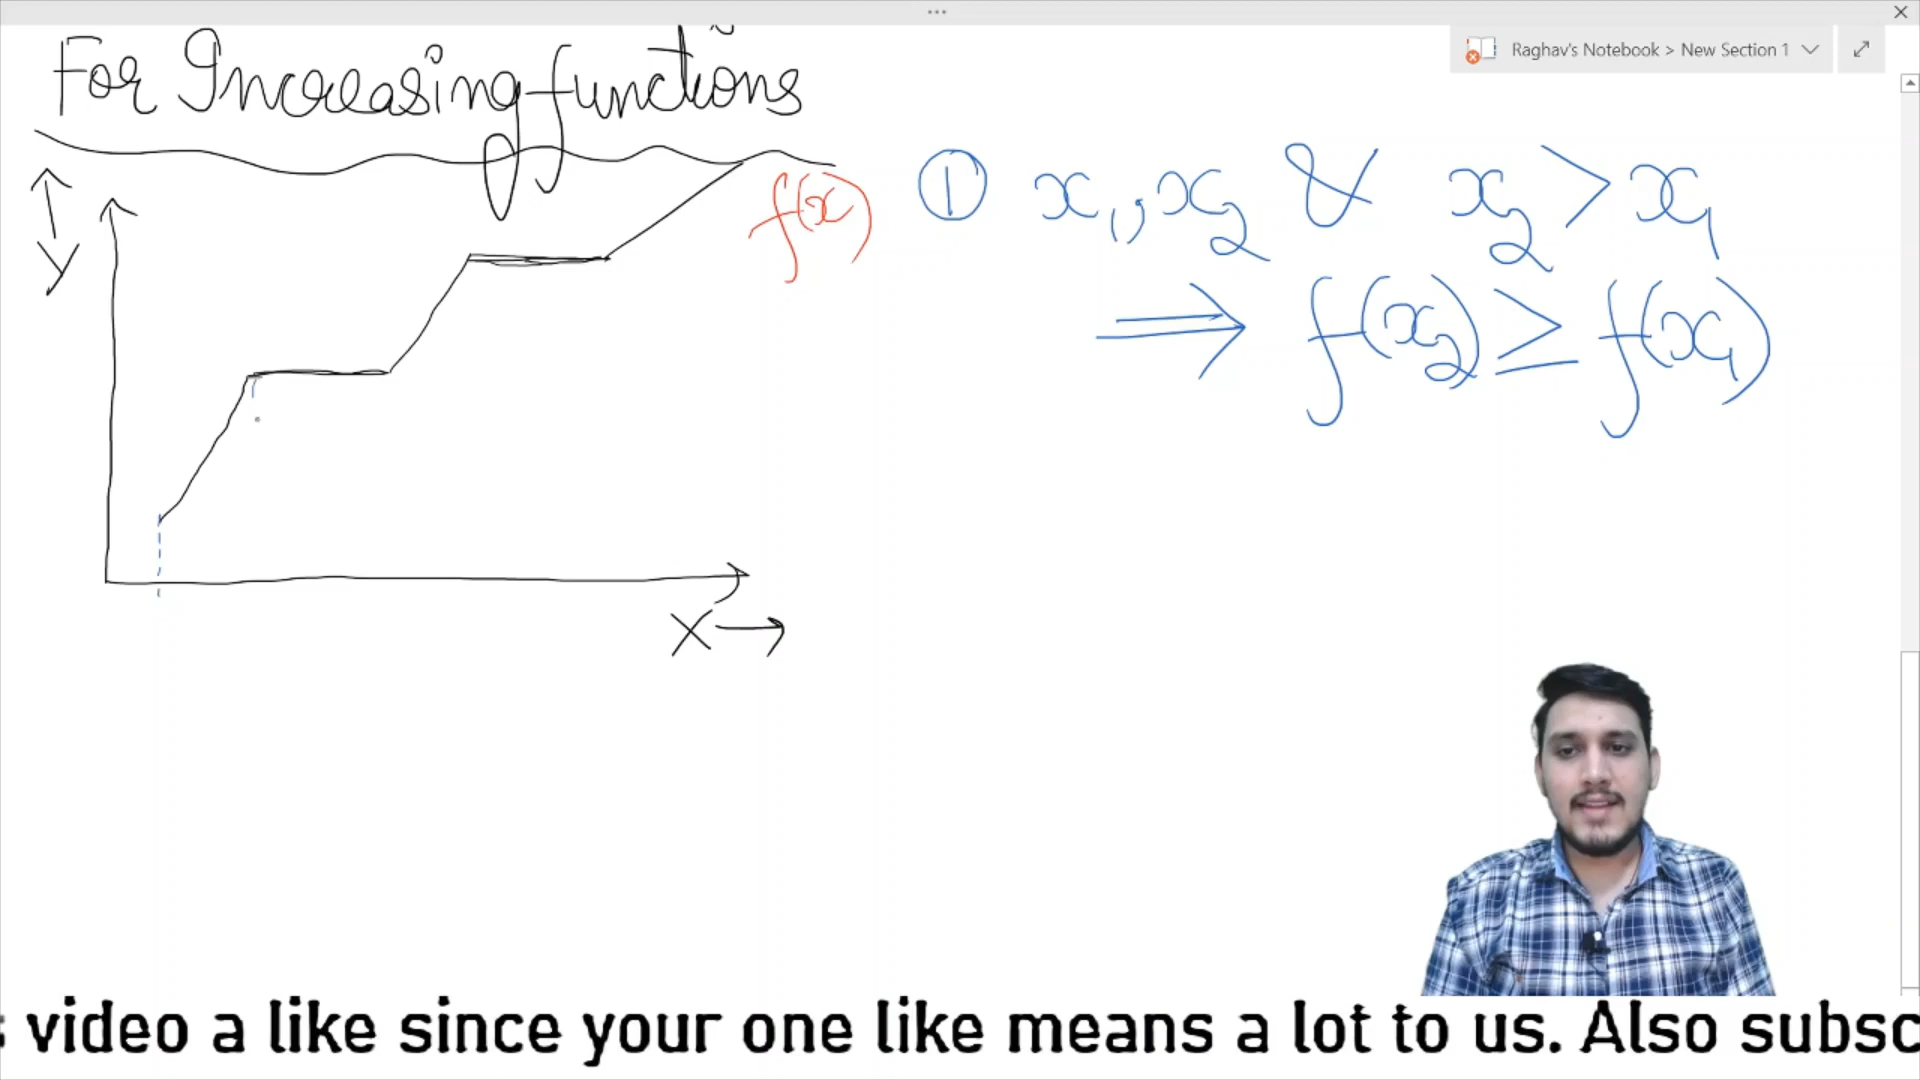 For Increasing functions
Raghav's Notebook > New Section 1
y
f(x)
① x₁, x₂ & x₂ > x₁
⟹ f(x₂) ≥ f(x₁)
X →
video a like since your one like means a lot to us. Also subsc